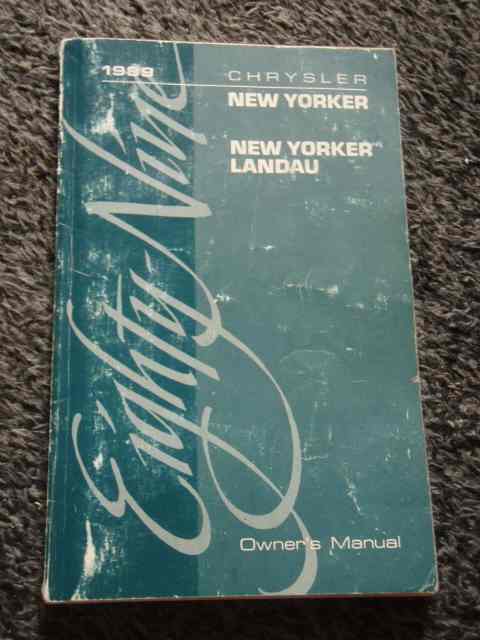 1989
CHRYSLER
NEW YORKER
NEW YORKER
LANDAU
Eighty-Nine
Owner's Manual